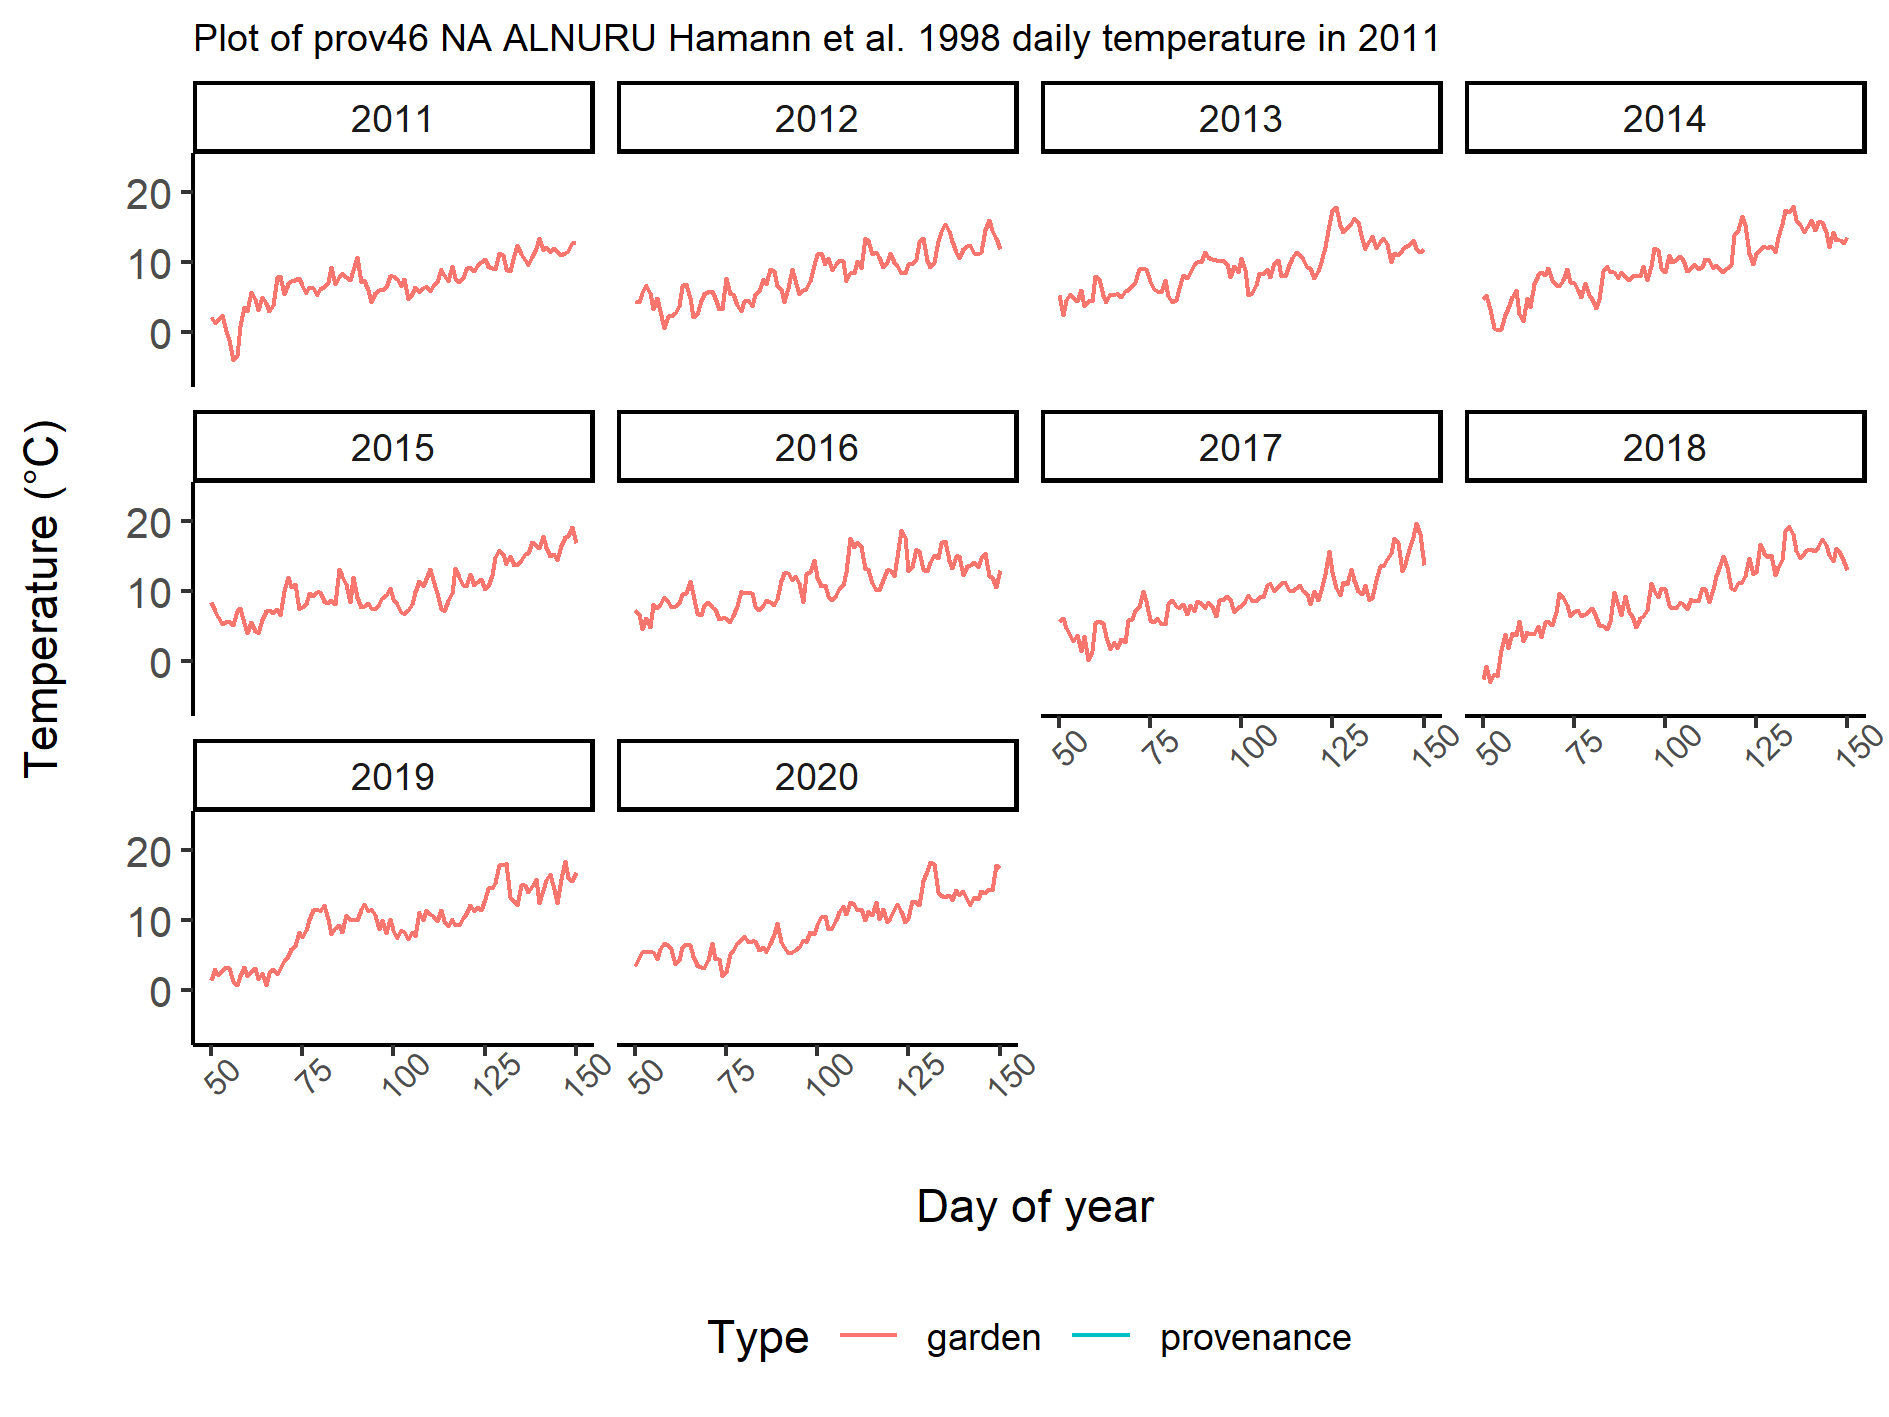 Plot of prov46 NA ALNURU Hamann et al. 1998 daily temperature in 2011
2011 2012 2013 2014
20
10
0
2015 2016 2017 2018
20
10
0
50 75 100 125 150 50 75 100 125 150
2019 2020
20
10
0
50 75 100 125 150 50 75 100 125 150
Temperature (°C)
Day of year
Type garden provenance